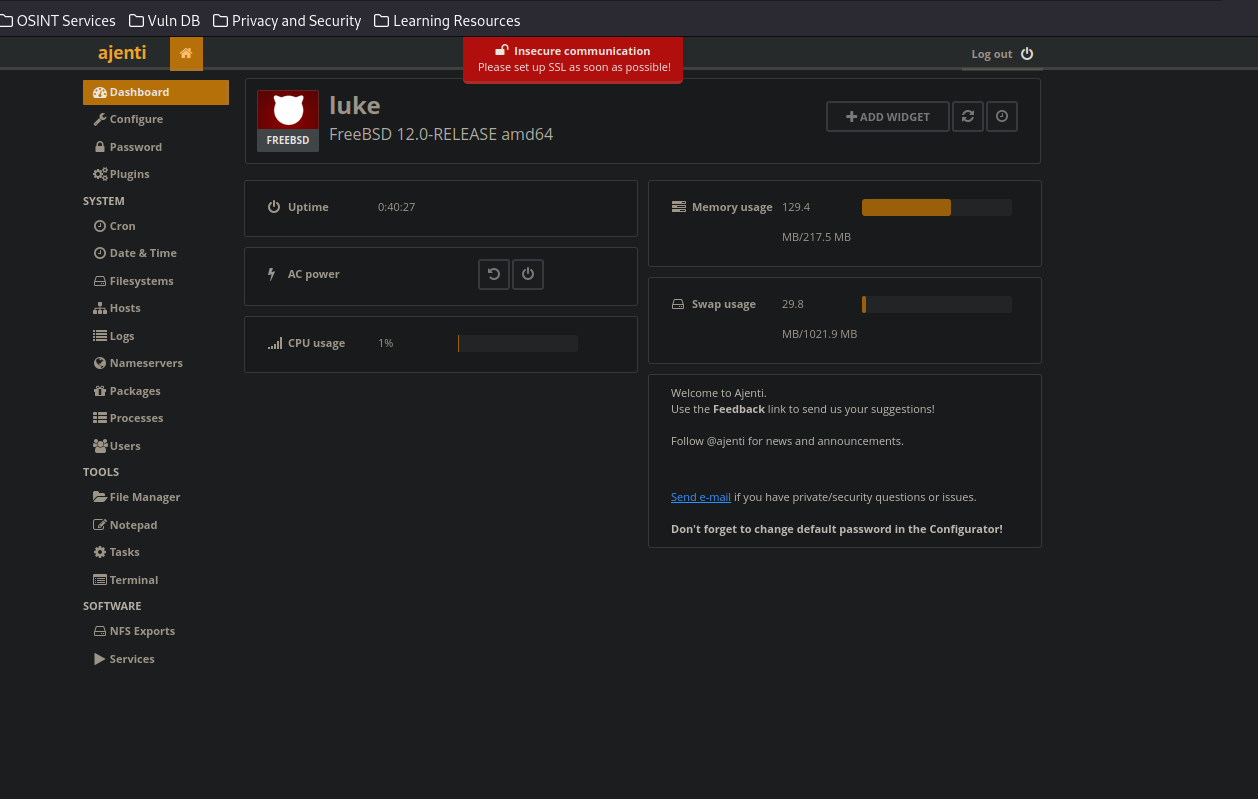 OSINT Services Vuln DB Privacy and Security Learning Resources
ajenti
Insecure communication
Please set up SSL as soon as possible!
Log out
Dashboard
Configure
Password
Plugins
SYSTEM
Cron
Date & Time
Filesystems
Hosts
Logs
Nameservers
Packages
Processes
Users
TOOLS
File Manager
Notepad
Tasks
Terminal
SOFTWARE
NFS Exports
Services
FREEBSD
luke
FreeBSD 12.0-RELEASE amd64
ADD WIDGET
Uptime 0:40:27
AC power
CPU usage 1%
Memory usage 129.4
MB/217.5 MB
Swap usage 29.8
MB/1021.9 MB
Welcome to Ajenti.
Use the Feedback link to send us your suggestions!
Follow @ajenti for news and announcements.
Send e-mail if you have private/security questions or issues.
Don't forget to change default password in the Configurator!